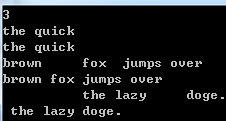 3
the quick
the quick
brown      fox  jumps over
brown fox jumps over
          the lazy     doge.
 the lazy doge.